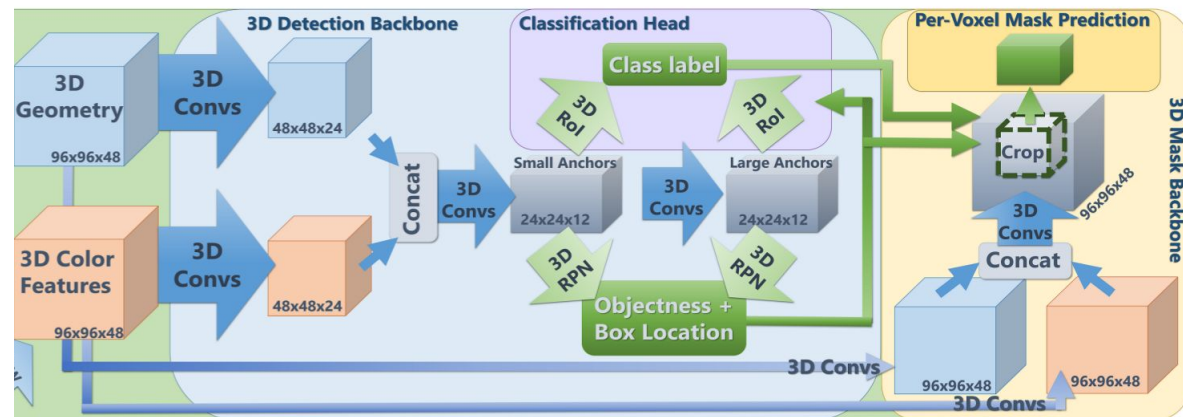 3D Detection Backbone
Classification Head
Per-Voxel Mask Prediction
3D
Geometry
96x96x48
3D
Convs
48x48x24
Class label
3D
RoI
3D
RoI
Concat
3D
Convs
Small Anchors
24x24x12
3D
Convs
Large Anchors
24x24x12
Crop
96x96x48
3D Mask Backbone
3D
Convs
Concat
3D Color
Features
96x96x48
3D
Convs
48x48x24
3D
RPN
3D
RPN
Objectness +
Box Location
3D Convs
96x96x48
96x96x48
3D Convs